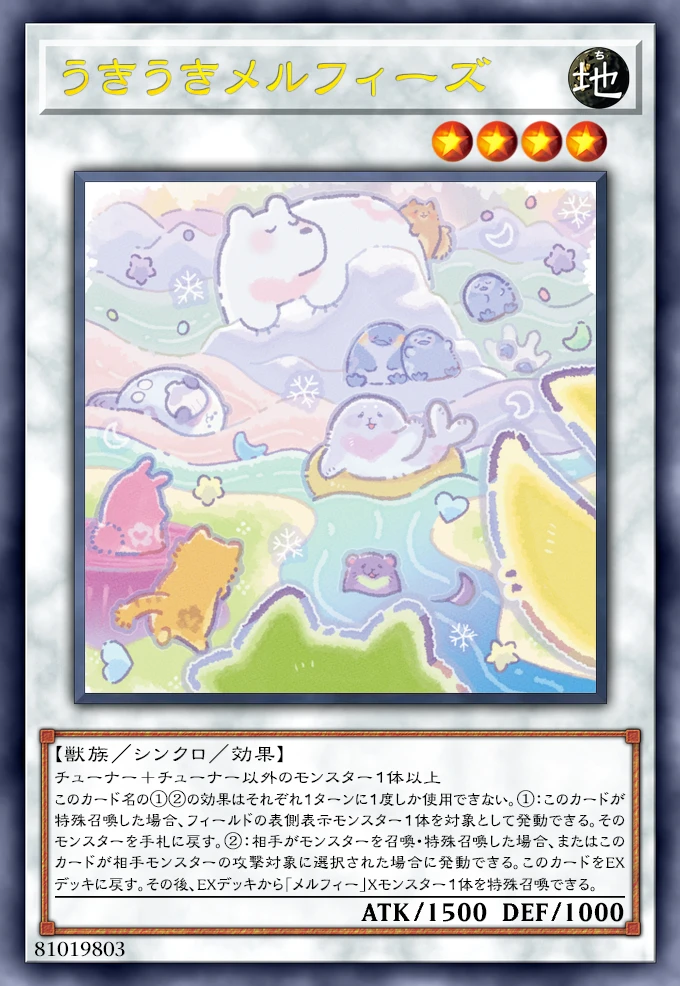 うきうきメルフィーズ
ち
地
【獣族／シンクロ／効果】
チューナー＋チューナー以外のモンスター1体以上
このカード名の①②の効果はそれぞれ1ターンに1度しか使用できない。①：このカードが
特殊召喚した場合、フィールドの表側表示モンスター1体を対象として発動できる。その
モンスターを手札に戻す。②：相手がモンスターを召喚・特殊召喚した場合、またはこの
カードが相手モンスターの攻撃対象に選択された場合に発動できる。このカードをEX
デッキに戻す。その後、EXデッキから「メルフィー」Xモンスター1体を特殊召喚できる。
ATK/1500 DEF/1000
81019803